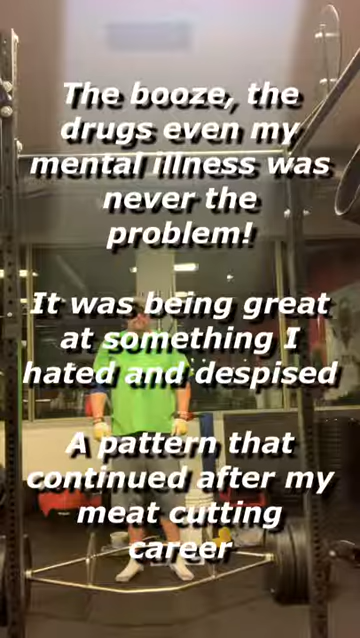 The booze, the
drugs even my
mental illness was
never the
problem!
It was being great
at something I
hated and despised
A pattern that
continued after my
meat cutting
career